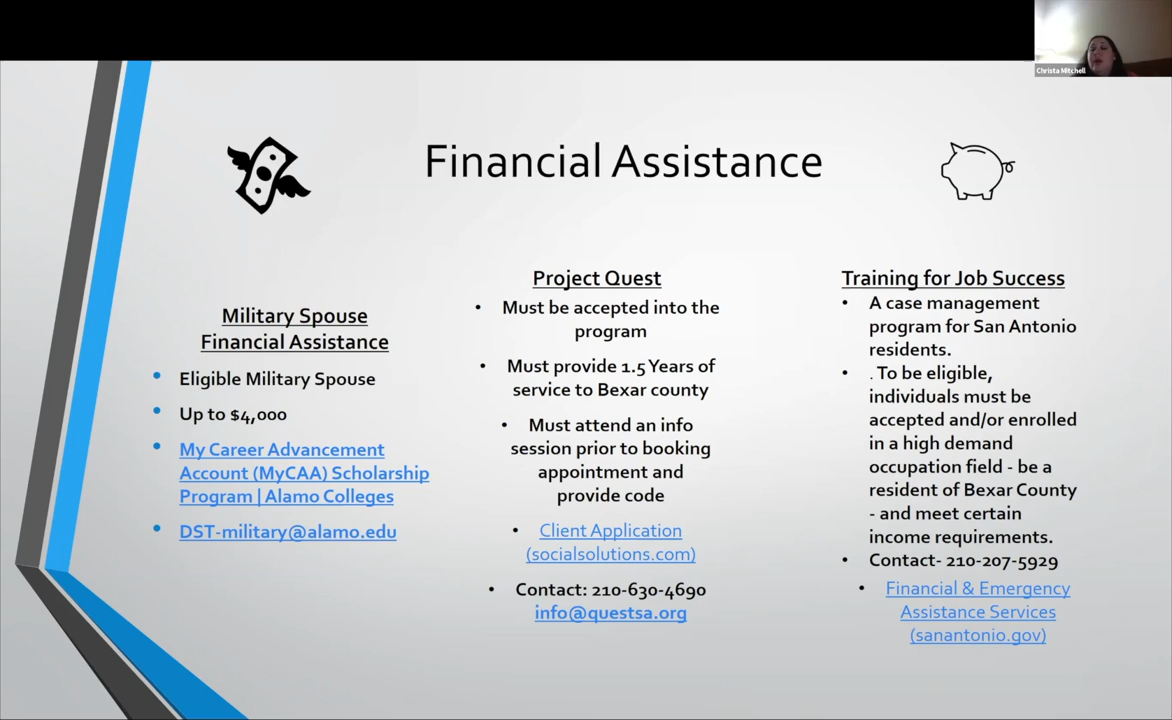 Christa Mitchell
Financial Assistance
Military Spouse
Financial Assistance
• Eligible Military Spouse
• Up to $4,000
• My Career Advancement
Account (MyCAA) Scholarship
Program | Alamo Colleges
• DST-military@alamo.edu
Project Quest
• Must be accepted into the
program
• Must provide 1.5 Years of
service to Bexar county
• Must attend an info
session prior to booking
appointment and
provide code
• Client Application
(socialsolutions.com)
• Contact: 210-630-4690
info@questsa.org
Training for Job Success
• A case management
program for San Antonio
residents.
• . To be eligible,
individuals must be
accepted and/or enrolled
in a high demand
occupation field - be a
resident of Bexar County
- and meet certain
income requirements.
• Contact- 210-207-5929
• Financial & Emergency
Assistance Services
(sanantonio.gov)